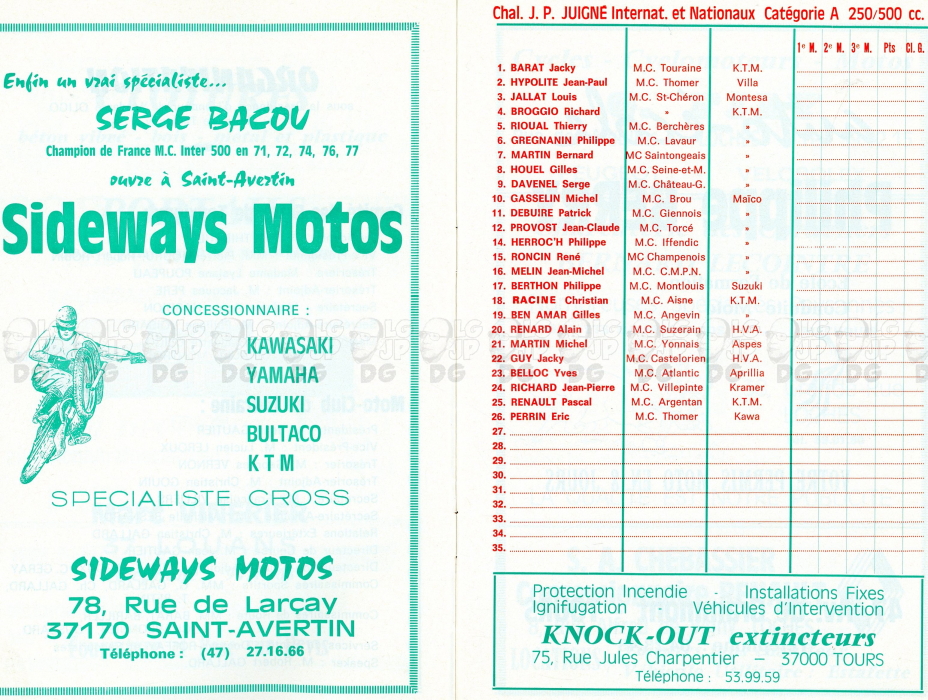 Enfin un vrai spécialiste...
SERGE BACOU
Champion de France M.C. Inter 500 en 71, 72, 74, 76, 77
ouvre à Saint-Avertin
Sideways Motos
CONCESSIONNAIRE :
KAWASAKI
YAMAHA
SUZUKI
BULTACO
KTM
SPECIALISTE CROSS
SIDEWAYS MOTOS
78, Rue de Larçay
37170 SAINT-AVERTIN
Téléphone : (47) 27.16.66
Chal. J. P. JUIGNÉ Internat. et Nationaux Catégorie A 250/500 cc.
1er M. 2e M. 3e M. Pts Cl. G.
1. BARAT Jacky M.C. Touraine K.T.M.
2. HYPOLITE Jean-Paul M.C. Thomer Villa
3. JALLAT Louis M.C. St-Chéron Montesa
4. BROGGIO Richard » K.T.M.
5. RIOUAL Thierry M.C. Berchères »
6. GREGNANIN Philippe M.C. Lavaur »
7. MARTIN Bernard MC Saintongeais »
8. HOUEL Gilles M.C. Seine-et-M. »
9. DAVENEL Serge M.C. Château-G. »
10. GASSELIN Michel M.C. Brou Maïco
11. DEBUIRE Patrick M.C. Giennois »
12. PROVOST Jean-Claude M.C. Torcé »
14. HERROC'H Philippe M.C. Iffendic »
15. RONCIN René MC Champenois »
16. MELIN Jean-Michel M.C. C.M.P.N. »
17. BERTHON Philippe M.C. Montlouis Suzuki
18. RACINE Christian M.C. Aisne K.T.M.
19. BEN AMAR Gilles M.C. Angevin »
20. RENARD Alain M.C. Suzerain H.V.A.
21. MARTIN Michel M.C. Yonnais Aspes
22. GUY Jacky M.C. Castelorien H.V.A.
23. BELLOC Yves M.C. Atlantic Aprillia
24. RICHARD Jean-Pierre M.C. Villepinte Kramer
25. RENAULT Pascal M.C. Argentan K.T.M.
26. PERRIN Eric M.C. Thomer Kawa
27.
28.
29.
30.
31.
32.
33.
34.
35.
Protection Incendie - Installations Fixes
Ignifugation - Véhicules d'Intervention
KNOCK-OUT extincteurs
75, Rue Jules Charpentier – 37000 TOURS
Téléphone : 53.99.59